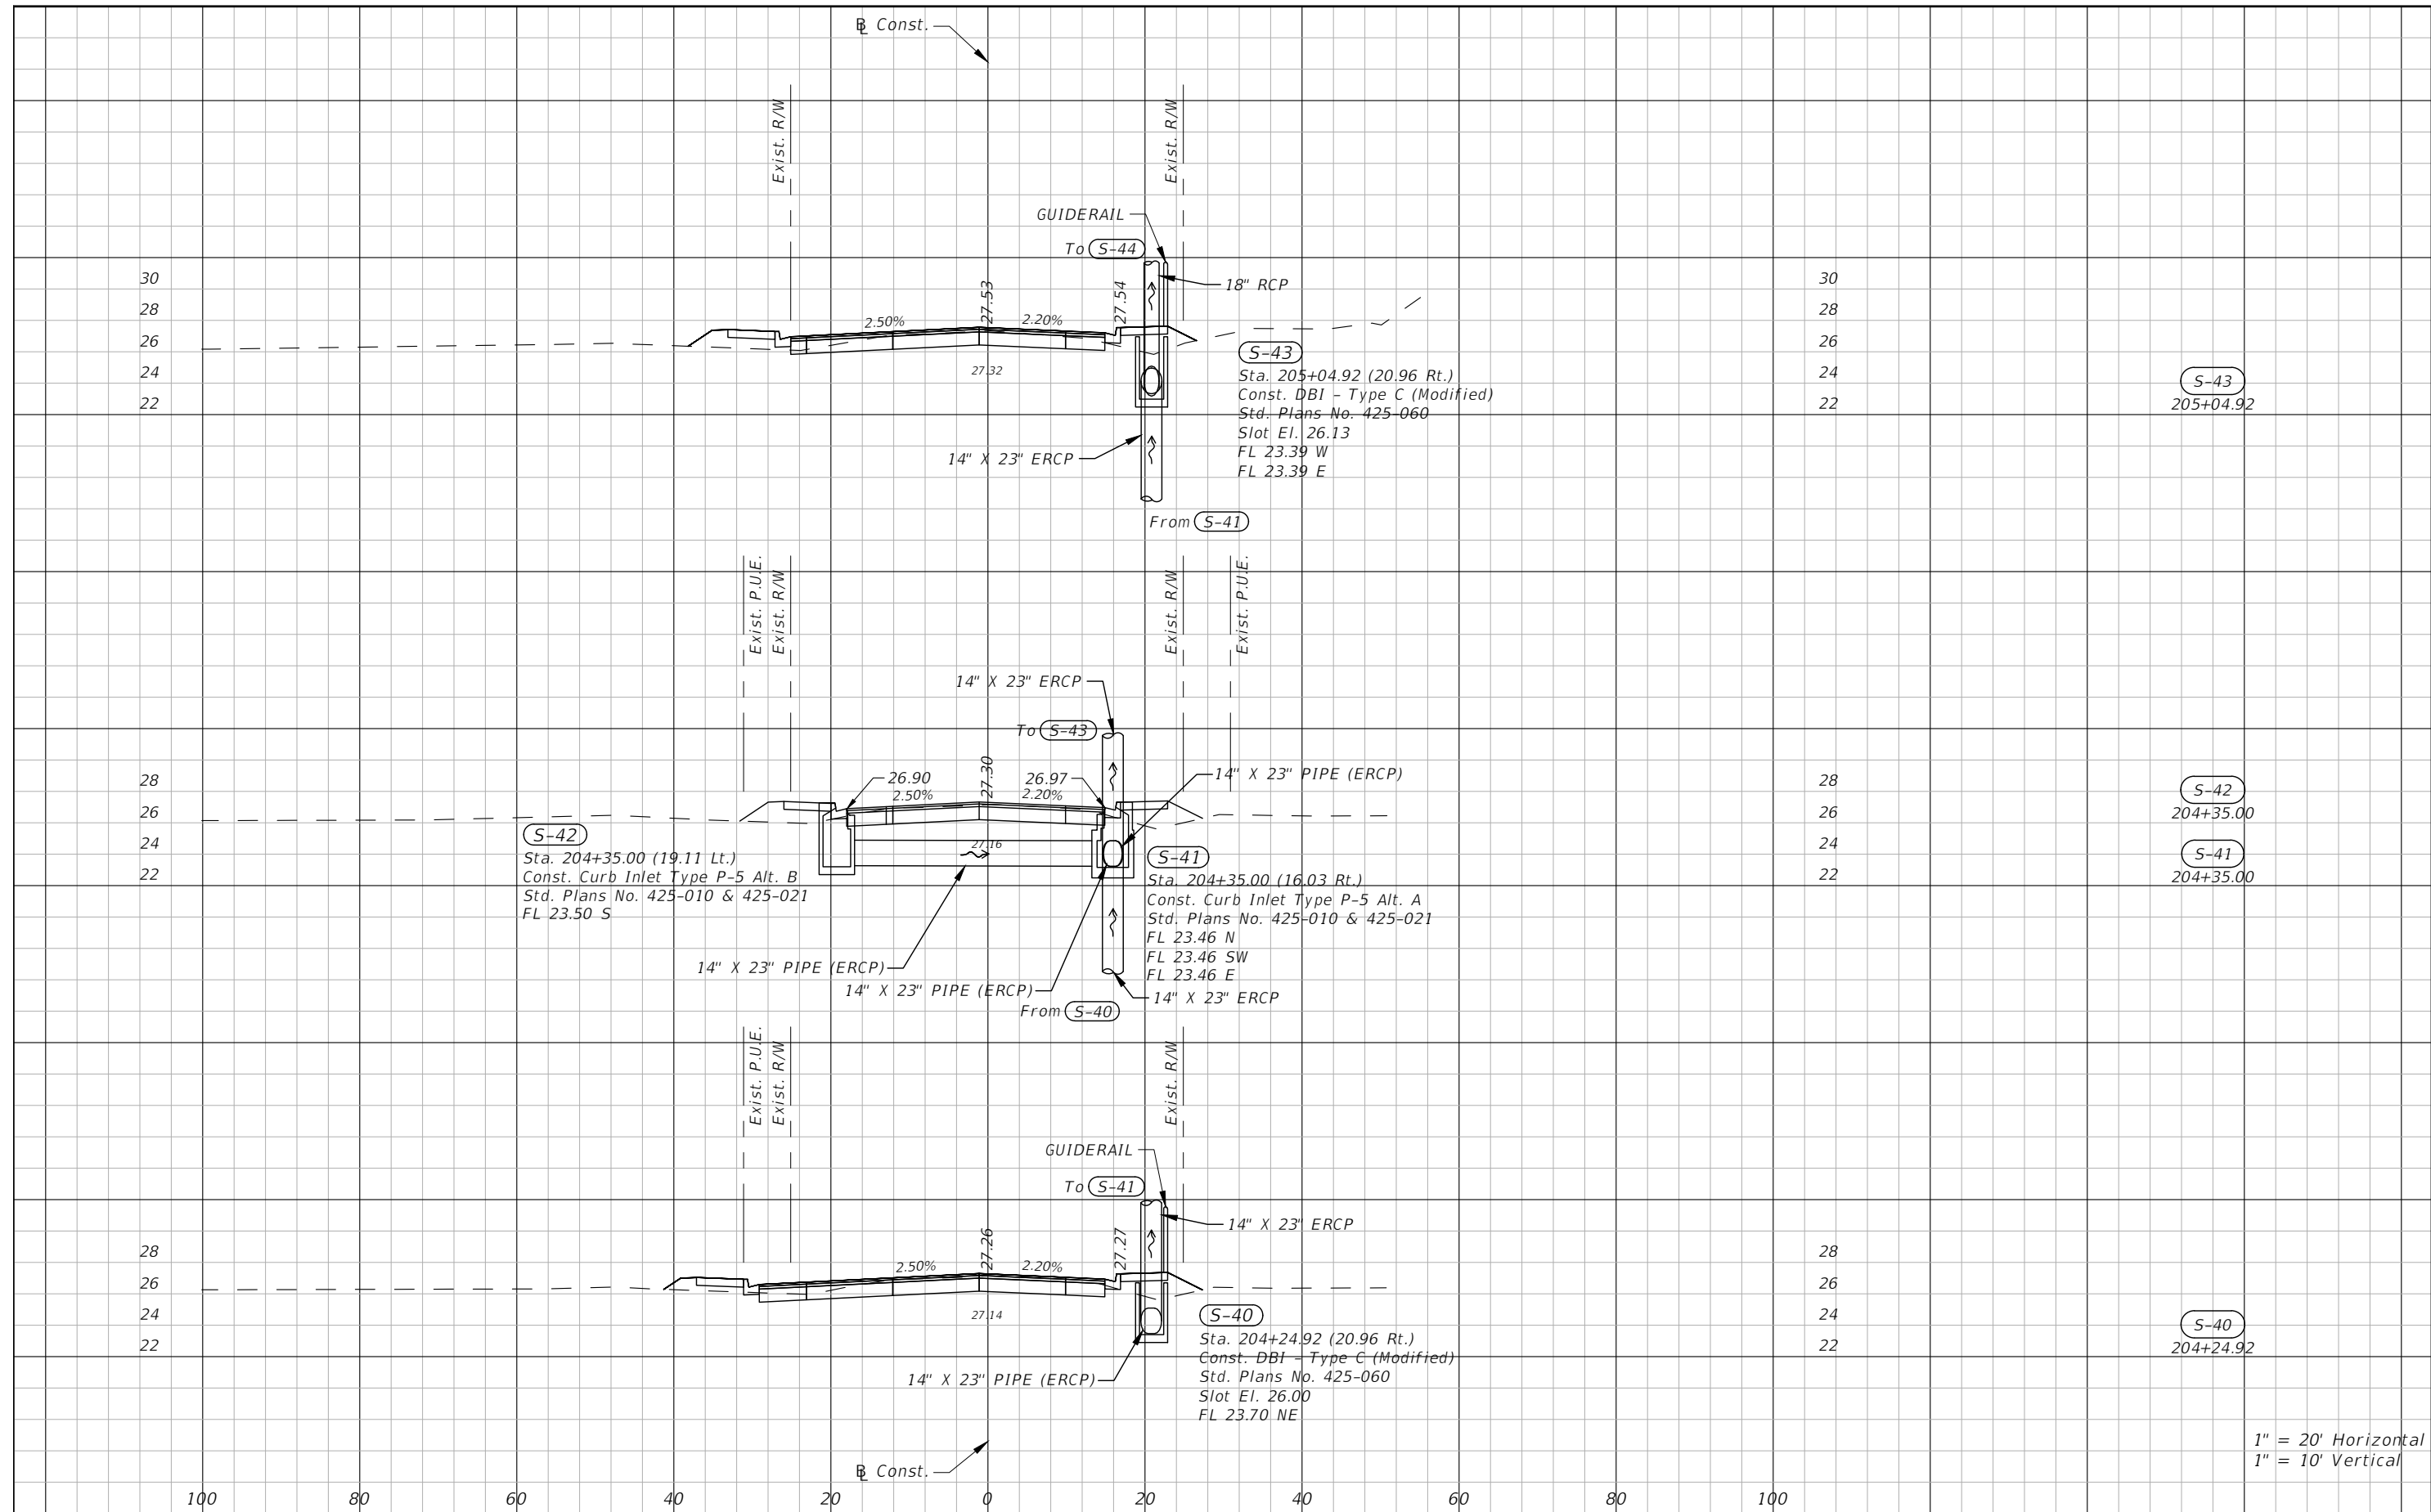 BL Const.
Exist. R/W
Exist. R/W
GUIDERAIL
To S-44
18" RCP
30
28
26
24
22
2.50%
27.53
2.20%
27.54
27.32
30
28
26
24
22
S-43
Sta. 205+04.92 (20.96 Rt.)
Const. DBI - Type C (Modified)
Std. Plans No. 425-060
Slot El. 26.13
FL 23.39 W
FL 23.39 E
S-43
205+04.92
14" X 23" ERCP
From S-41
Exist. P.U.E.
Exist. R/W
Exist. R/W
Exist. P.U.E.
14" X 23" ERCP
To S-43
14" X 23" PIPE (ERCP)
28
26
24
22
26.90
2.50%
27.30
26.97
2.20%
27.16
28
26
24
22
S-42
204+35.00
S-41
204+35.00
S-42
Sta. 204+35.00 (19.11 Lt.)
Const. Curb Inlet Type P-5 Alt. B
Std. Plans No. 425-010 & 425-021
FL 23.50 S
S-41
Sta. 204+35.00 (16.03 Rt.)
Const. Curb Inlet Type P-5 Alt. A
Std. Plans No. 425-010 & 425-021
FL 23.46 N
FL 23.46 SW
FL 23.46 E
14" X 23" PIPE (ERCP)
14" X 23" PIPE (ERCP)
14" X 23" ERCP
From S-40
Exist. P.U.E.
Exist. R/W
Exist. R/W
GUIDERAIL
To S-41
14" X 23" ERCP
28
26
24
22
2.50%
27.26
2.20%
27.27
27.14
28
26
24
22
S-40
Sta. 204+24.92 (20.96 Rt.)
Const. DBI - Type C (Modified)
Std. Plans No. 425-060
Slot El. 26.00
FL 23.70 NE
S-40
204+24.92
14" X 23" PIPE (ERCP)
BL Const.
1" = 20' Horizontal
1" = 10' Vertical
100 80 60 40 20 0 20 40 60 80 100